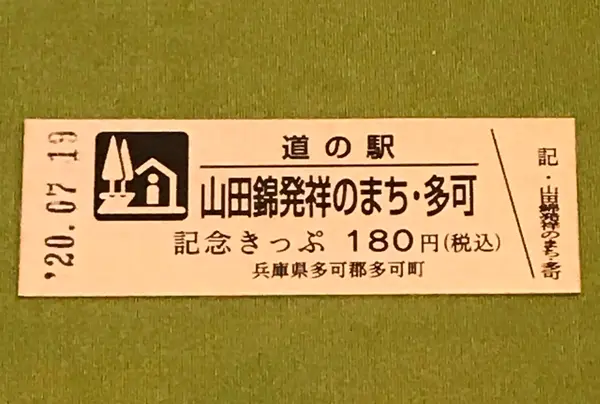 '20.07 19
道の駅
山田錦発祥のまち・多可
記念きっぷ 180円(税込)
兵庫県多可郡多可町
記・山田錦発祥のまち・多可